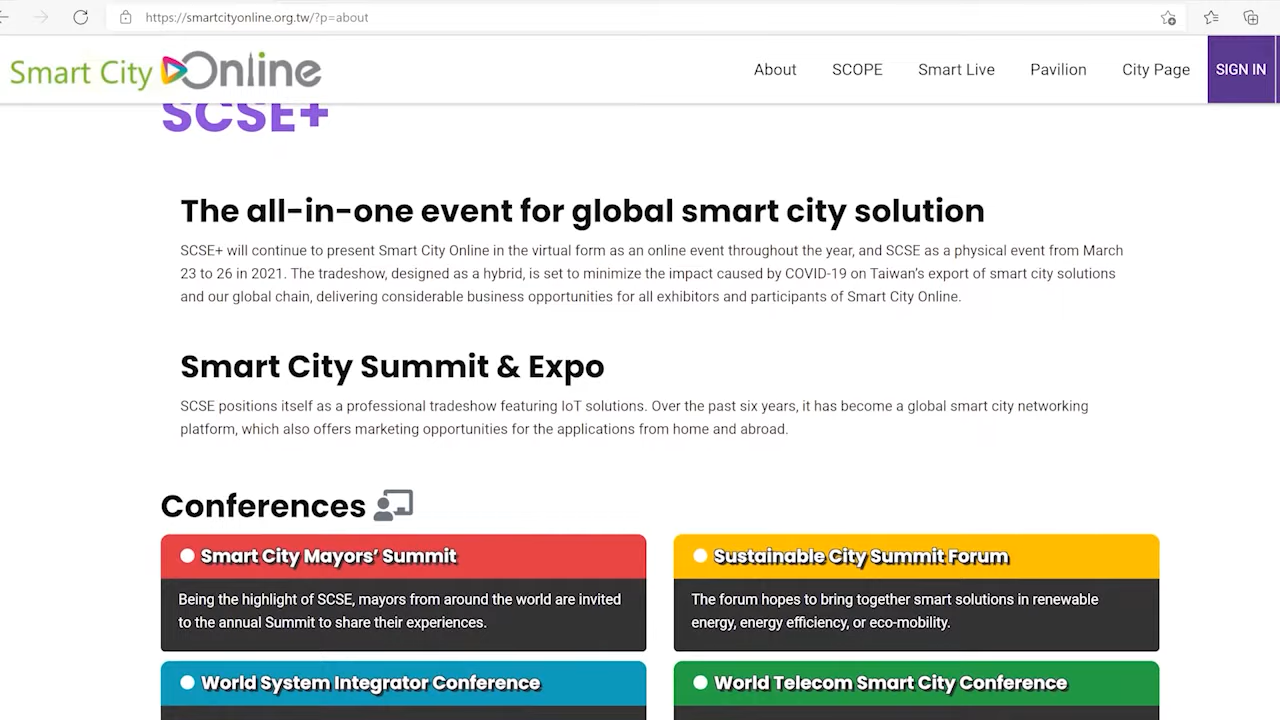 https://smartcityonline.org.tw/?p=about
Smart City Online
About
SCOPE
Smart Live
Pavilion
City Page
SIGN IN
SCSE+
The all-in-one event for global smart city solution
SCSE+ will continue to present Smart City Online in the virtual form as an online event throughout the year, and SCSE as a physical event from March
23 to 26 in 2021. The tradeshow, designed as a hybrid, is set to minimize the impact caused by COVID-19 on Taiwan's export of smart city solutions
and our global chain, delivering considerable business opportunities for all exhibitors and participants of Smart City Online.
Smart City Summit & Expo
SCSE positions itself as a professional tradeshow featuring IoT solutions. Over the past six years, it has become a global smart city networking
platform, which also offers marketing opportunities for the applications from home and abroad.
Conferences
Smart City Mayors’ Summit
Being the highlight of SCSE, mayors from around the world are invited
to the annual Summit to share their experiences.
Sustainable City Summit Forum
The forum hopes to bring together smart solutions in renewable
energy, energy efficiency, or eco-mobility.
World System Integrator Conference
World Telecom Smart City Conference